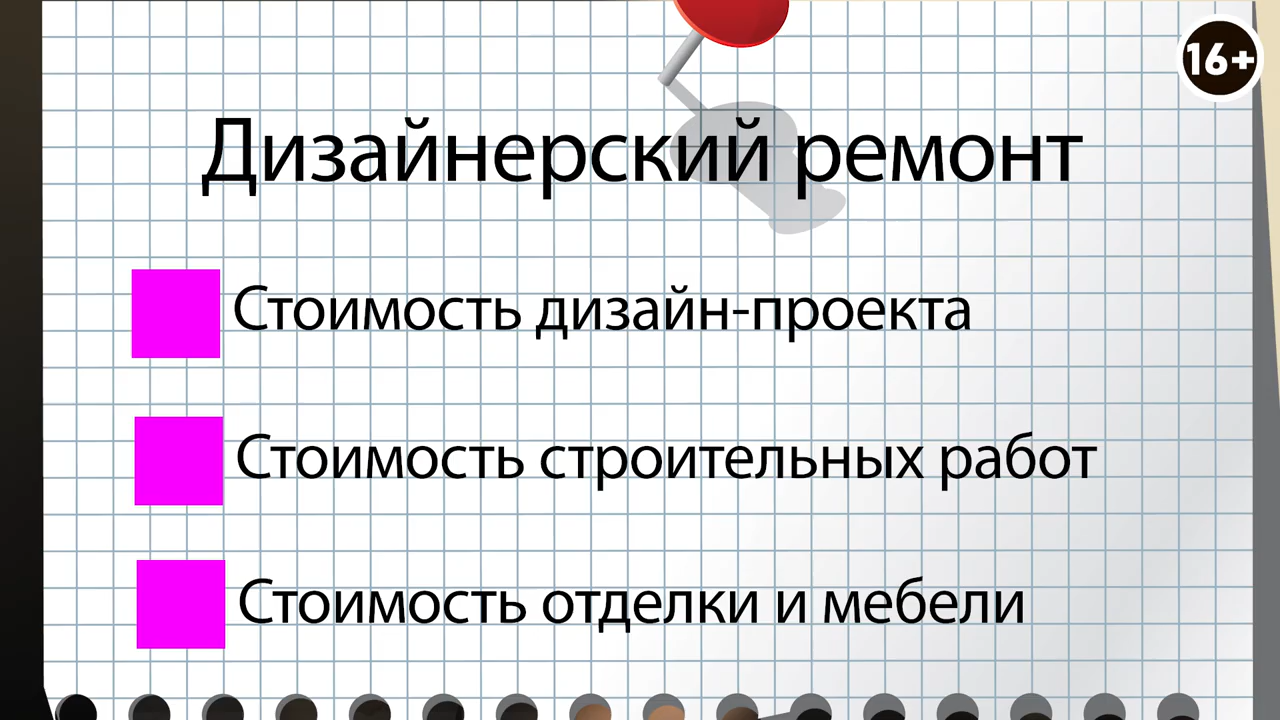 16+
Дизайнерский ремонт
Стоимость дизайн-проекта
Стоимость строительных работ
Стоимость отделки и мебели